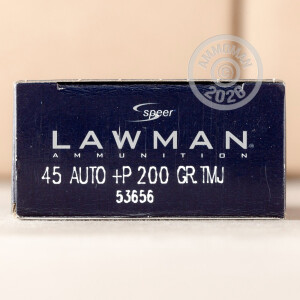 speer
LAWMAN®
AMMUNITION
45 AUTO +P 200 GR. TMJ
53656